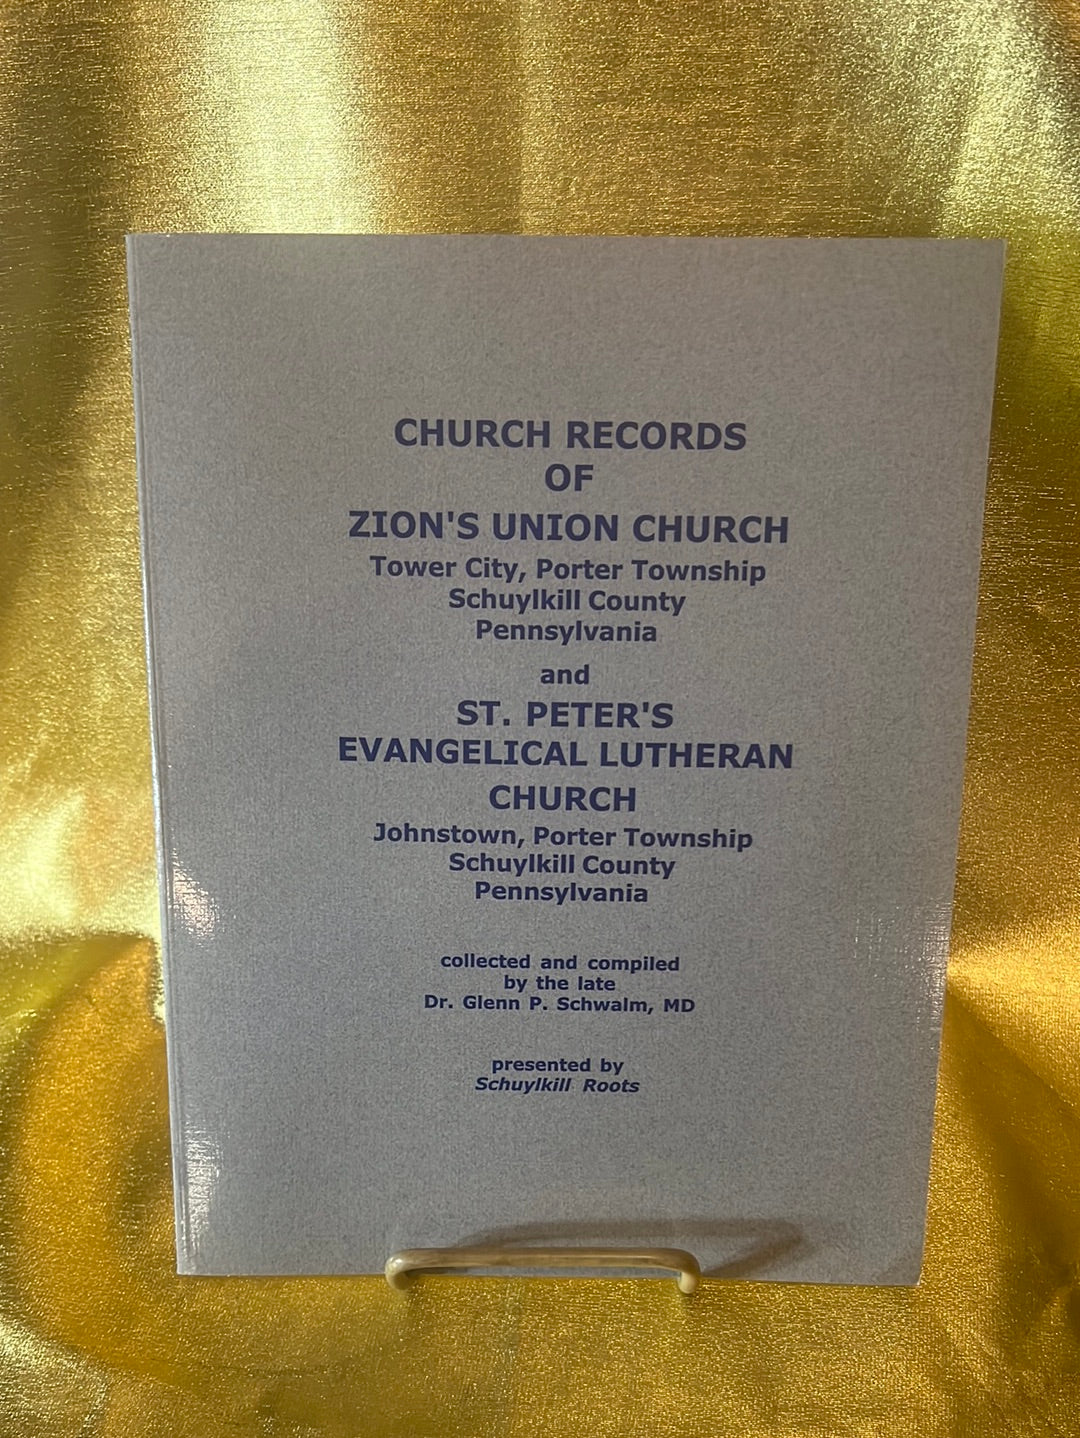 CHURCH RECORDS
OF
ZION'S UNION CHURCH
Tower City, Porter Township
Schuylkill County
Pennsylvania
and
ST. PETER'S
EVANGELICAL LUTHERAN
CHURCH
Johnstown, Porter Township
Schuylkill County
Pennsylvania
collected and compiled
by the late
Dr. Glenn P. Schwalm, MD
presented by
Schuylkill Roots